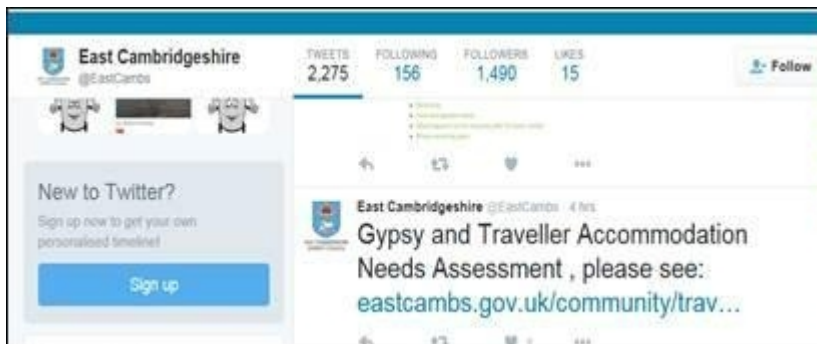 East Cambridgeshire
@EastCambs
TWEETS FOLLOWING FOLLOWERS LIKES
2,275 156 1,490 15
Follow
New to Twitter?
Sign up now to get your own
personalised timeline!
Sign up
East Cambridgeshire @EastCambs 4 hrs
Gypsy and Traveller Accommodation
Needs Assessment , please see:
eastcambs.gov.uk/community/trav…